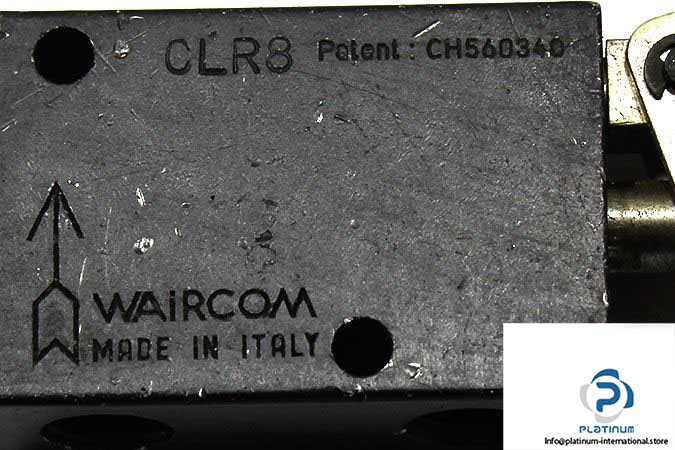 CLR8 Patent: CH560340
WAiRCOM
MADE IN ITALY
PLATINUM
Info@platinum-international.store